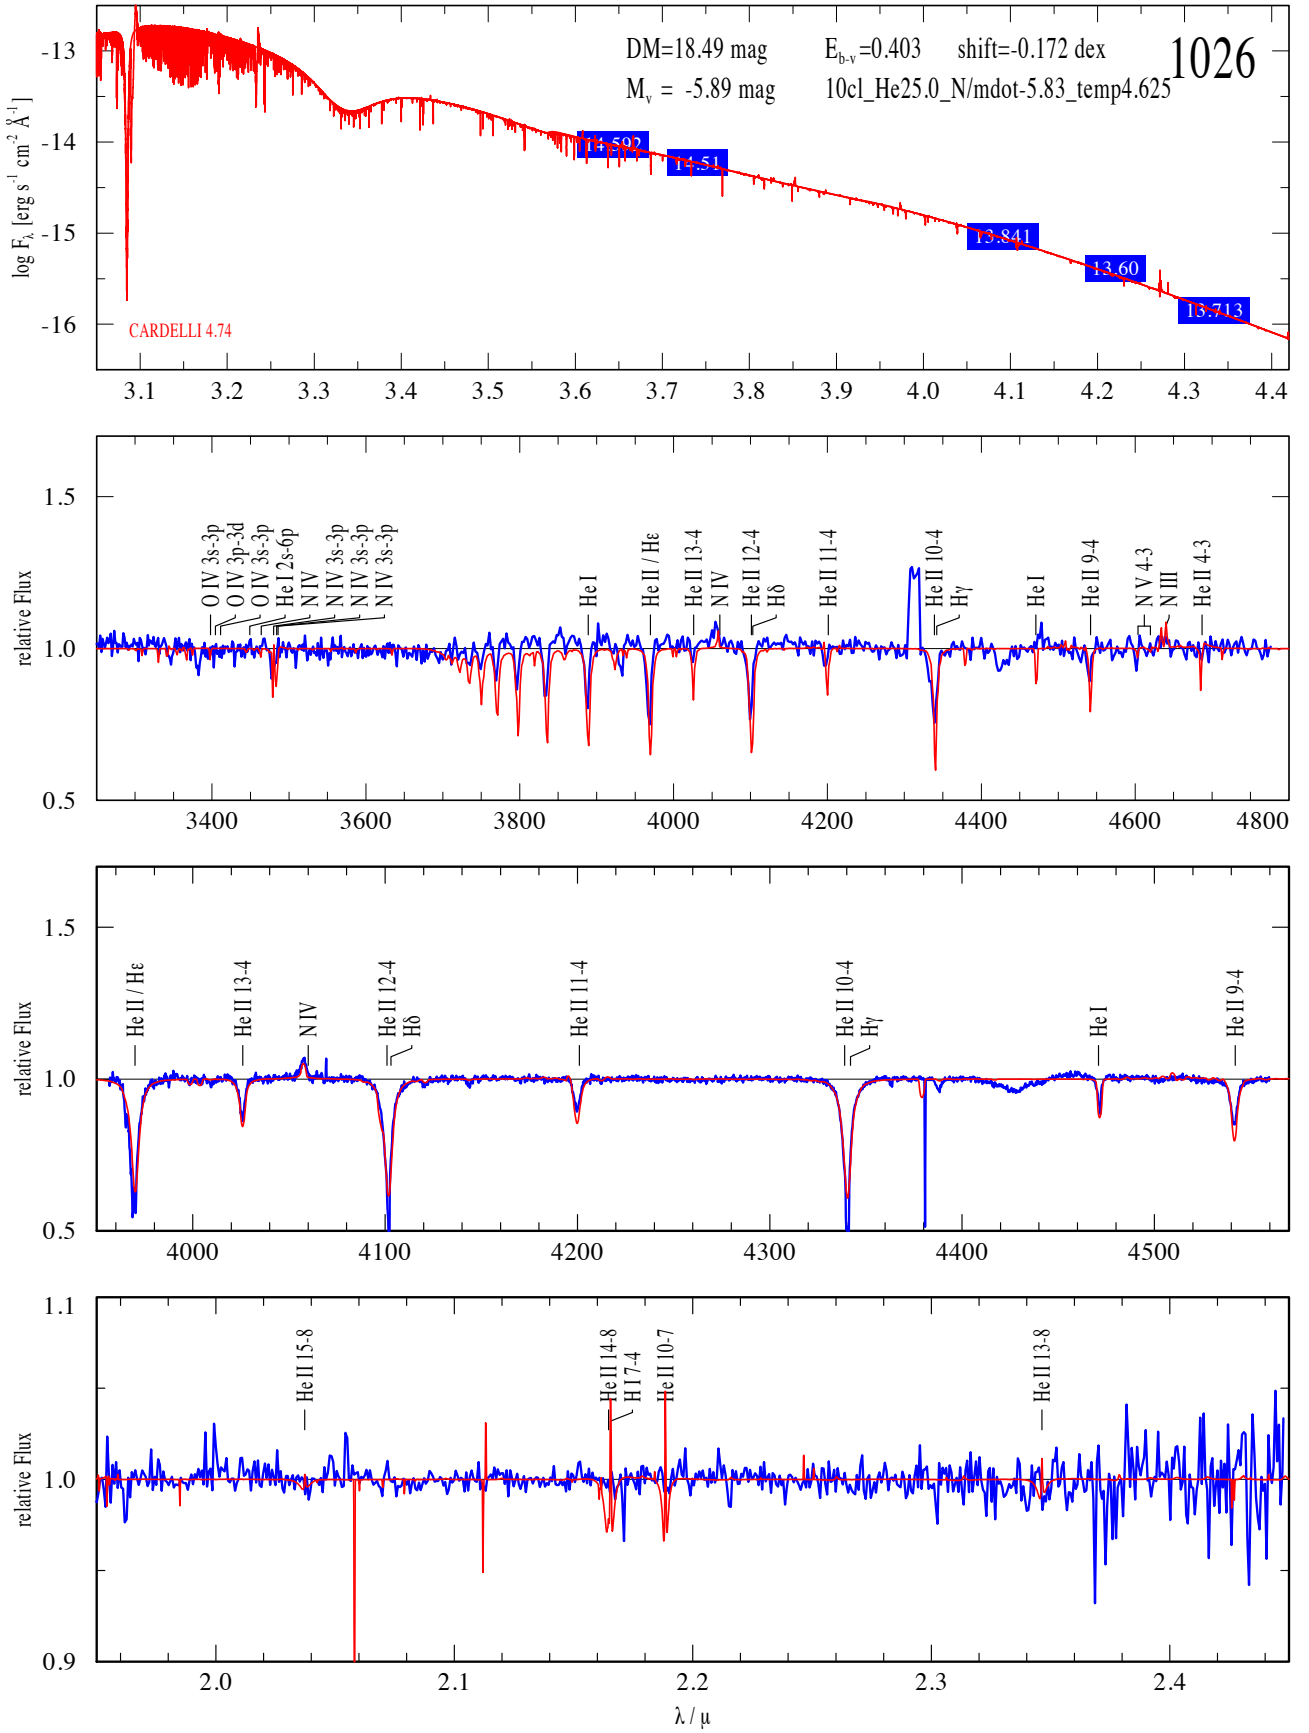 DM=18.49 mag E_b-v=0.403 shift=-0.172 dex 1026
M_v = -5.89 mag 10cl_He25.0_N/mdot-5.83_temp4.625
log F_λ [erg s⁻¹ cm⁻² Å⁻¹]
-13
-14
-15
-16
14.592
14.51
13.841
13.60
13.713
CARDELLI 4.74
3.1 3.2 3.3 3.4 3.5 3.6 3.7 3.8 3.9 4.0 4.1 4.2 4.3 4.4
relative Flux
1.5
1.0
0.5
O IV 3s-3p
O IV 3p-3d
O IV 3s-3p
He I 2s-6p
N IV
N IV 3s-3p
N IV 3s-3p
N IV 3s-3p
He I
He II / Hε
He II 13-4
N IV
He II 12-4
Hδ
He II 11-4
He II 10-4
Hγ
He I
He II 9-4
N V 4-3
N III
He II 4-3
3400 3600 3800 4000 4200 4400 4600 4800
relative Flux
1.5
1.0
0.5
He II / Hε
He II 13-4
N IV
He II 12-4
Hδ
He II 11-4
He II 10-4
Hγ
He I
He II 9-4
4000 4100 4200 4300 4400 4500
relative Flux
1.1
1.0
0.9
He II 15-8
He II 14-8
H I 7-4
He II 10-7
He II 13-8
2.0 2.1 2.2 2.3 2.4
λ / μ